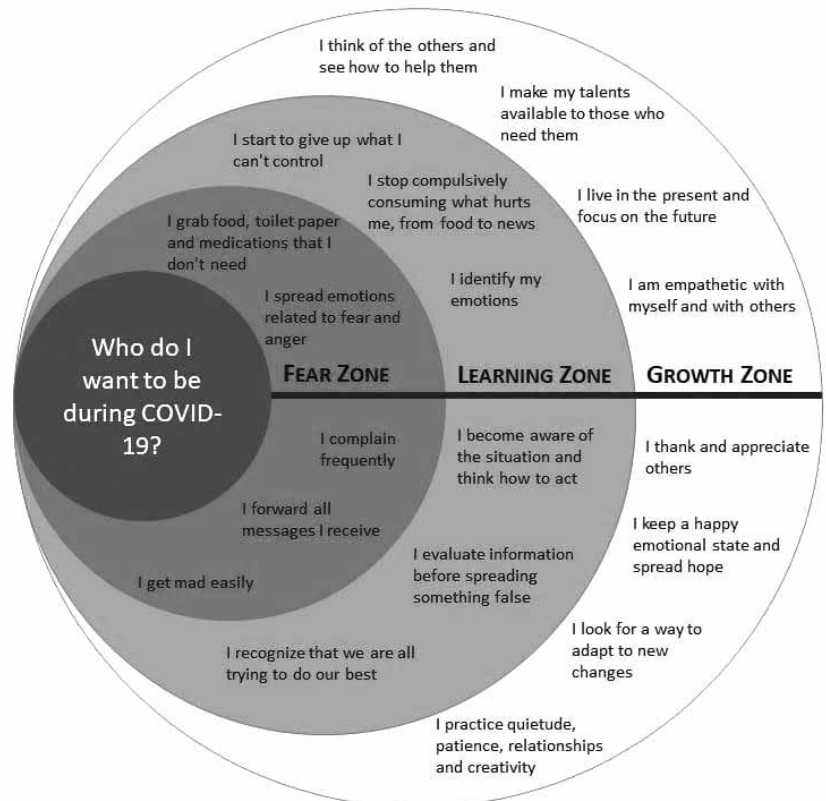 I think of the others and
see how to help them
I make my talents
available to those who
need them
I start to give up what I
can't control
I stop compulsively
consuming what hurts
me, from food to news
I live in the present and
focus on the future
I grab food, toilet paper
and medications that I
don't need
I identify my
emotions
I am empathetic with
myself and with others
I spread emotions
related to fear and
anger
Who do I
want to be
during COVID-
19?
FEAR ZONE
LEARNING ZONE
GROWTH ZONE
I complain
frequently
I become aware of
the situation and
think how to act
I thank and appreciate
others
I forward all
messages I receive
I keep a happy
emotional state and
spread hope
I evaluate information
before spreading
something false
I get mad easily
I look for a way to
adapt to new
changes
I recognize that we are all
trying to do our best
I practice quietude,
patience, relationships
and creativity